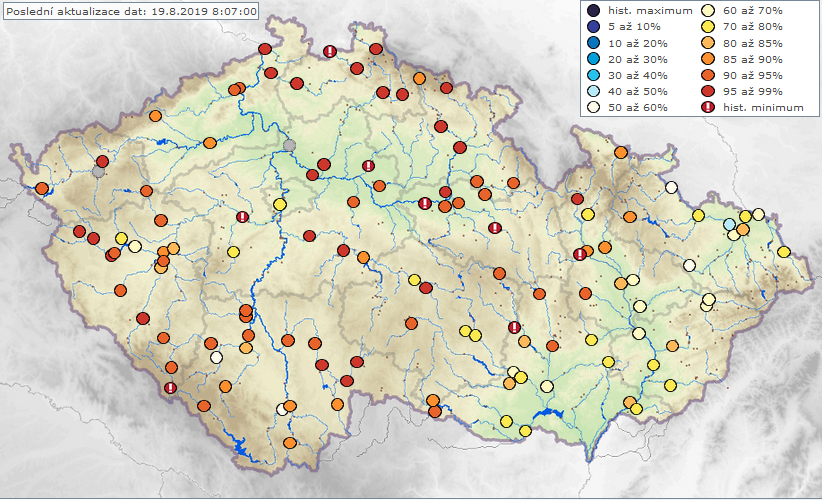 Poslední aktualizace dat: 19.8.2019 8:07:00
hist. maximum
5 až 10%
10 až 20%
20 až 30%
30 až 40%
40 až 50%
50 až 60%
60 až 70%
70 až 80%
80 až 85%
85 až 90%
90 až 95%
95 až 99%
hist. minimum